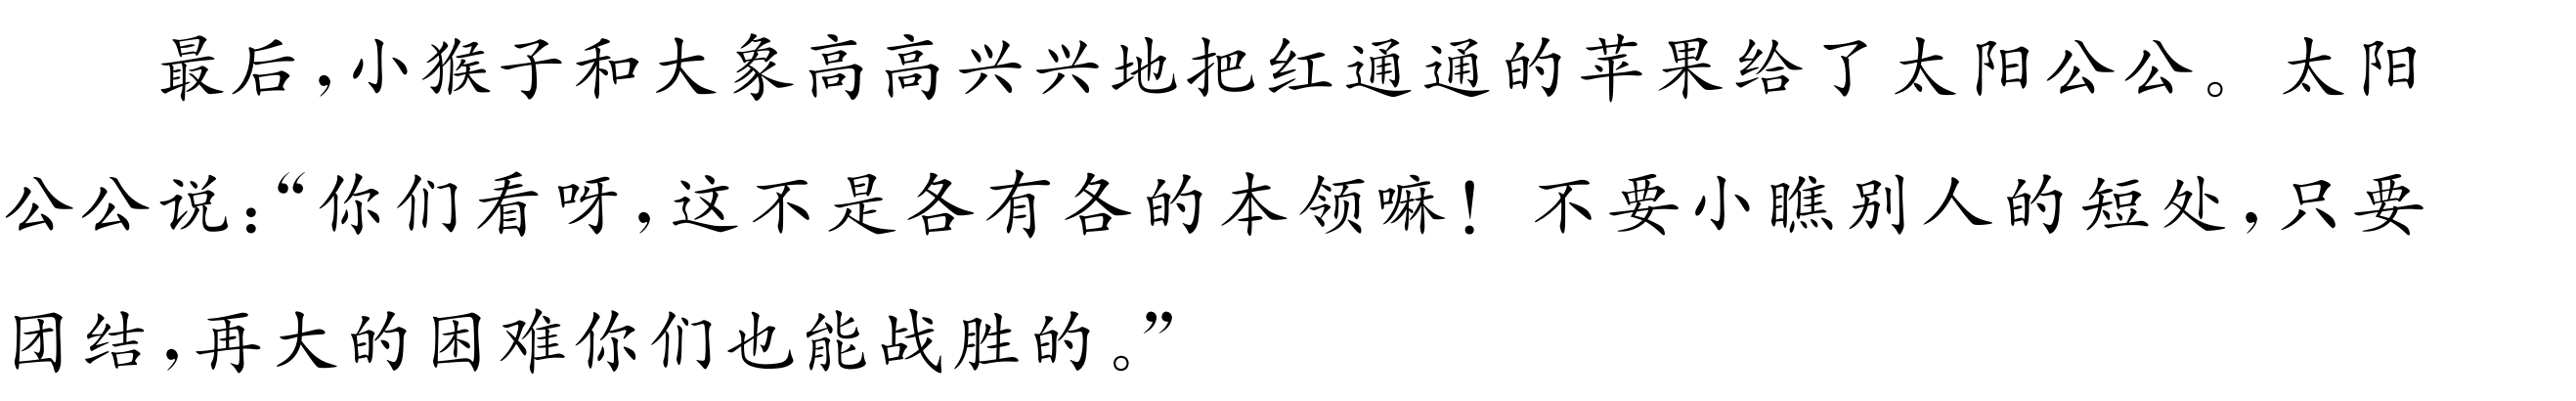 最后,小猴子和大象高高兴兴地把红通通的苹果给了太阳公公。太阳
公公说:“你们看呀,这不是各有各的本领嘛!不要小瞧别人的短处,只要
团结,再大的困难你们也能战胜的。”